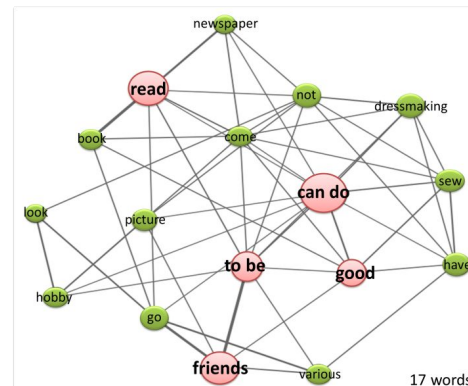 newspaper
read
not
dressmaking
book
come
can do
sew
look
picture
to be
good
have
hobby
go
friends
various
17 words